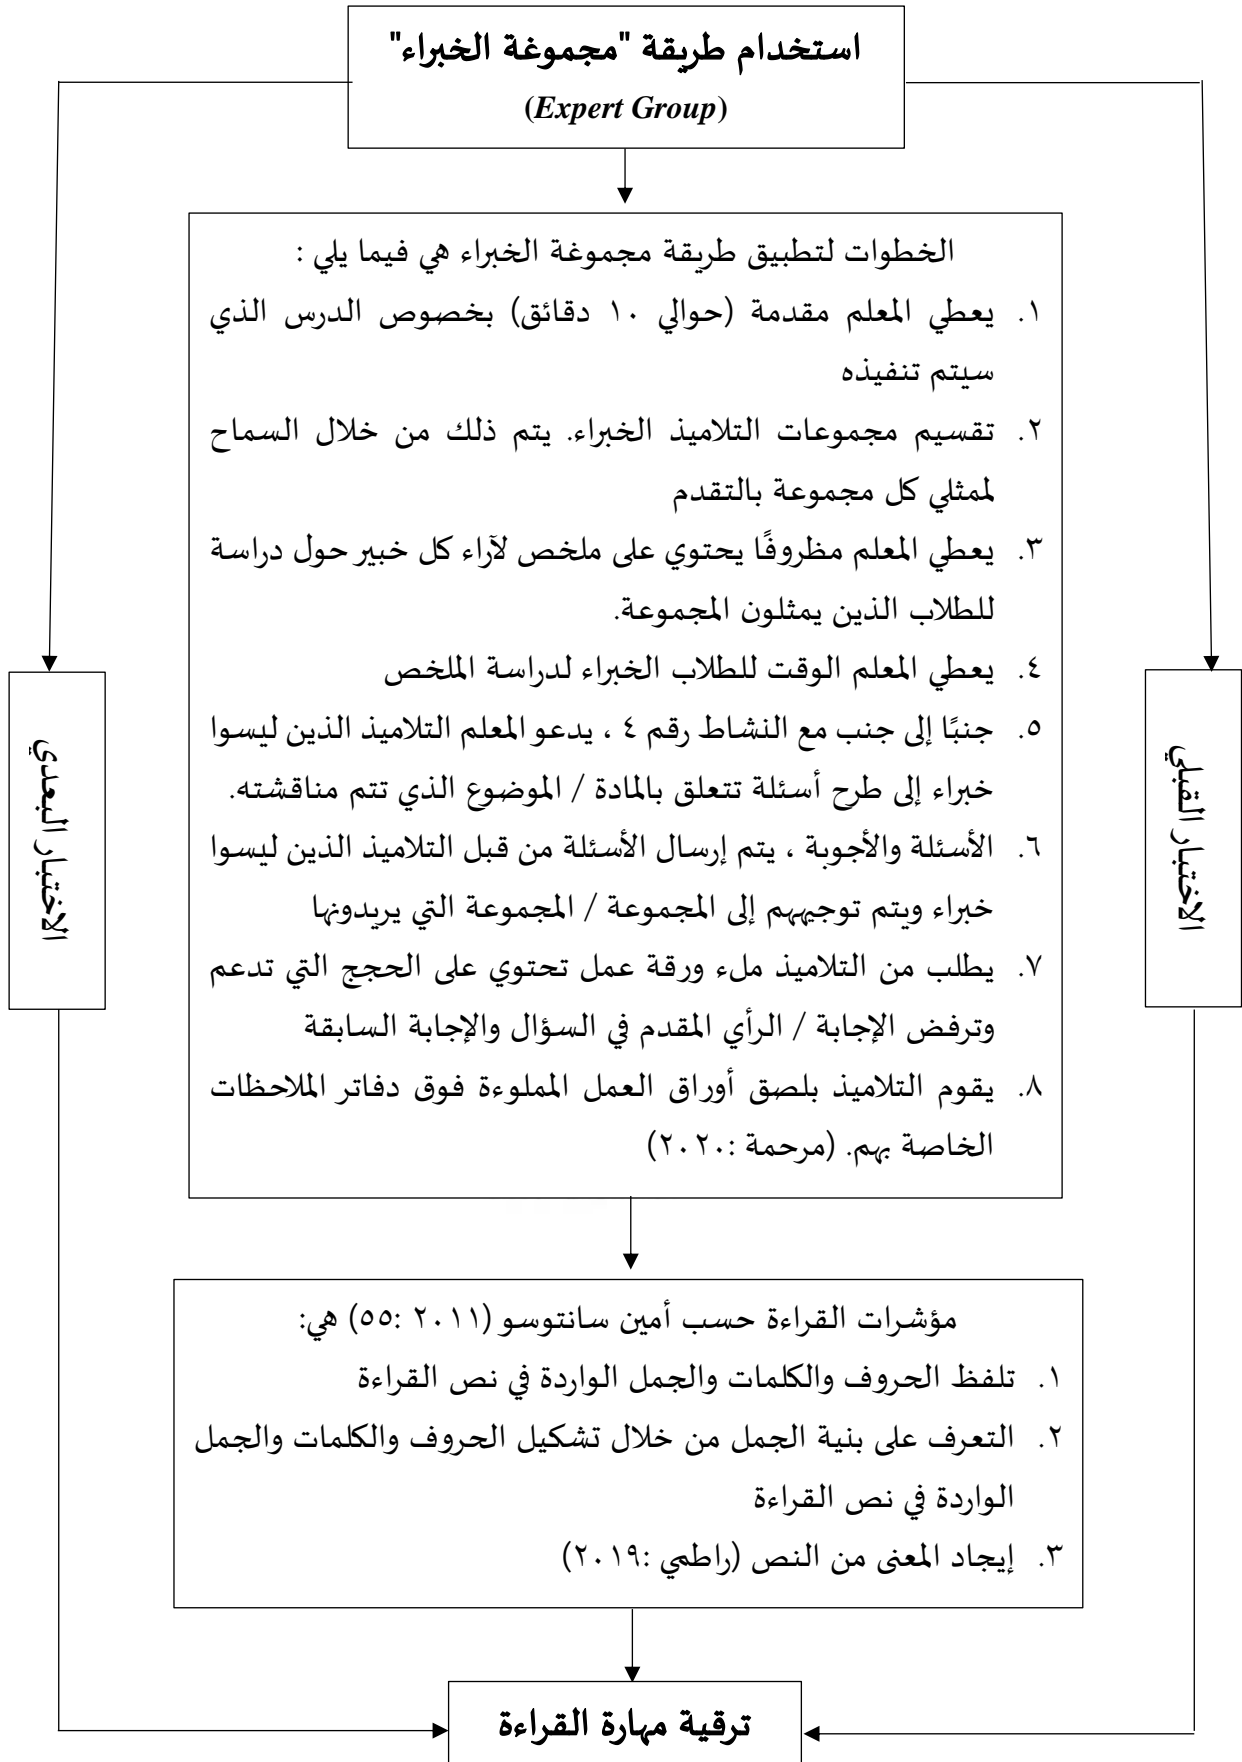 استخدام طريقة "مجموغة الخبراء"
(Expert Group)
الخطوات لتطبيق طريقة مجموغة الخبراء هي فيما يلي :
١. يعطي المعلم مقدمة (حوالي ١٠ دقائق) بخصوص الدرس الذي
سيتم تنفيذه
٢. تقسيم مجموعات التلاميذ الخبراء. يتم ذلك من خلال السماح
لممثلي كل مجموعة بالتقدم
٣. يعطي المعلم مظروفًا يحتوي على ملخص لآراء كل خبير حول دراسة
للطلاب الذين يمثلون المجموعة.
٤. يعطي المعلم الوقت للطلاب الخبراء لدراسة الملخص
٥. جنبًا إلى جنب مع النشاط رقم ٤ ، يدعو المعلم التلاميذ الذين ليسوا
خبراء إلى طرح أسئلة تتعلق بالمادة / الموضوع الذي تتم مناقشته.
٦. الأسئلة والأجوبة ، يتم إرسال الأسئلة من قبل التلاميذ الذين ليسوا
خبراء ويتم توجيههم إلى المجموعة / المجموعة التي يريدونها
٧. يطلب من التلاميذ ملء ورقة عمل تحتوي على الحجج التي تدعم
وترفض الإجابة / الرأي المقدم في السؤال والإجابة السابقة
٨. يقوم التلاميذ بلصق أوراق العمل المملوءة فوق دفاتر الملاحظات
الخاصة بهم. (مرحمة :٢٠٢٠)
الاختبار القبلي
الاختبار البعدي
مؤشرات القراءة حسب أمين سانتوسو (٢٠١١ :٥٥) هي:
١. تلفظ الحروف والكلمات والجمل الواردة في نص القراءة
٢. التعرف على بنية الجمل من خلال تشكيل الحروف والكلمات والجمل
الواردة في نص القراءة
٣. إيجاد المعنى من النص (راطمي :٢٠١٩)
ترقية مهارة القراءة